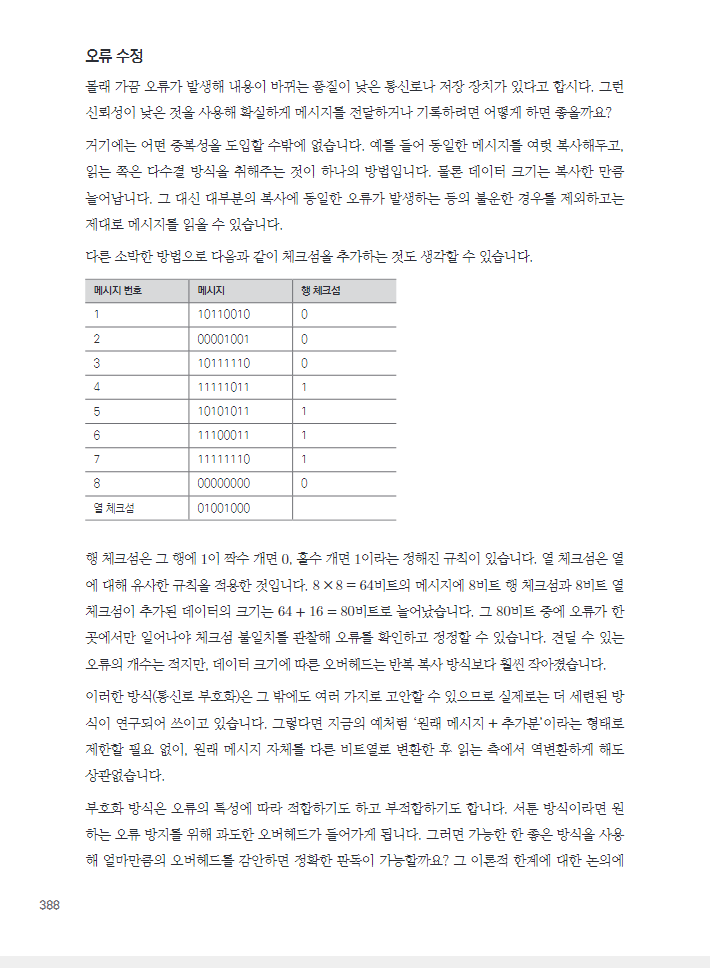 오류 수정
몰래 가끔 오류가 발생해 내용이 바뀌는 품질이 낮은 통신로나 저장 장치가 있다고 합시다. 그런
신뢰성이 낮은 것을 사용해 확실하게 메시지를 전달하거나 기록하려면 어떻게 하면 좋을까요?
거기에는 어떤 중복성을 도입할 수밖에 없습니다. 예를 들어 동일한 메시지를 여럿 복사해두고,
읽는 쪽은 다수결 방식을 취해주는 것이 하나의 방법입니다. 물론 데이터 크기는 복사한 만큼
늘어납니다. 그 대신 대부분의 복사에 동일한 오류가 발생하는 등의 불운한 경우를 제외하고는
제대로 메시지를 읽을 수 있습니다.
다른 소박한 방법으로 다음과 같이 체크섬을 추가하는 것도 생각할 수 있습니다.
메시지 번호 메시지 행 체크섬
1 10110010 0
2 00001001 0
3 10111110 0
4 11111011 1
5 10101011 1
6 11100011 1
7 11111110 1
8 00000000 0
열 체크섬 01001000
행 체크섬은 그 행에 1이 짝수 개면 0, 홀수 개면 1이라는 정해진 규칙이 있습니다. 열 체크섬은 열
에 대해 유사한 규칙을 적용한 것입니다. 8 × 8 = 64비트의 메시지에 8비트 행 체크섬과 8비트 열
체크섬이 추가된 데이터의 크기는 64 + 16 = 80비트로 늘어났습니다. 그 80비트 중에 오류가 한
곳에서만 일어나야 체크섬 불일치를 관찰해 오류를 확인하고 정정할 수 있습니다. 견딜 수 있는
오류의 개수는 적지만, 데이터 크기에 따른 오버헤드는 반복 복사 방식보다 훨씬 작아졌습니다.
이러한 방식(통신로 부호화)은 그 밖에도 여러 가지로 고안할 수 있으므로 실제로는 더 세련된 방
식이 연구되어 쓰이고 있습니다. 그렇다면 지금의 예처럼 ‘원래 메시지 + 추가분’이라는 형태로
제한할 필요 없이, 원래 메시지 자체를 다른 비트열로 변환한 후 읽는 측에서 역변환하게 해도
상관없습니다.
부호화 방식은 오류의 특성에 따라 적합하기도 하고 부적합하기도 합니다. 서툰 방식이라면 원
하는 오류 방지를 위해 과도한 오버헤드가 들어가게 됩니다. 그러면 가능한 한 좋은 방식을 사용
해 얼마만큼의 오버헤드를 감안하면 정확한 판독이 가능할까요? 그 이론적 한계에 대한 논의에
388